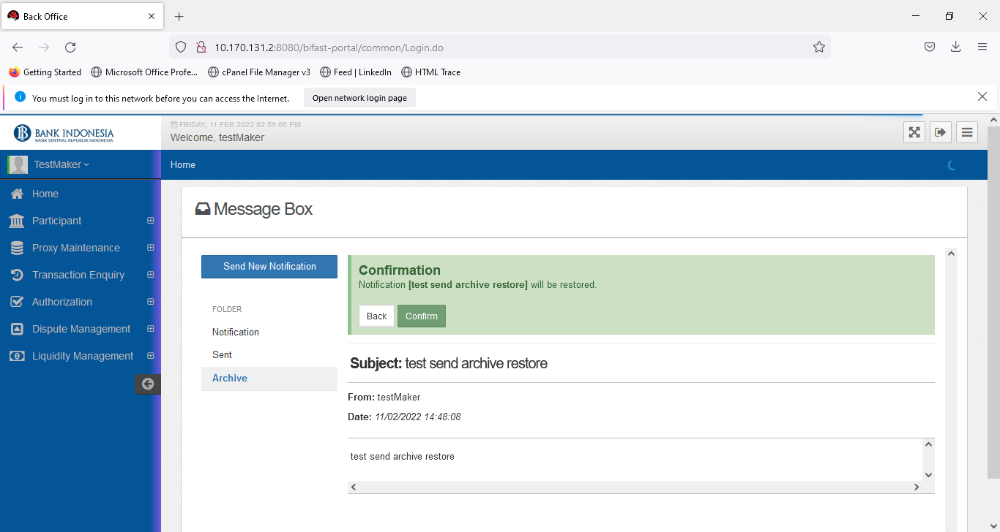 Back Office
10.170.131.2:8080/bifast-portal/common/Login.do
Getting Started Microsoft Office Profe... cPanel File Manager v3 Feed | LinkedIn HTML Trace
You must log in to this network before you can access the Internet. Open network login page
BANK INDONESIA
BANK SENTRAL REPUBLIK INDONESIA
FRIDAY, 11 FEB 2022 02:59:05 PM
Welcome, testMaker
TestMaker
Home
Home
Participant
Proxy Maintenance
Transaction Enquiry
Authorization
Dispute Management
Liquidity Management
Message Box
Send New Notification
FOLDER
Notification
Sent
Archive
Confirmation
Notification [test send archive restore] will be restored.
Back Confirm
Subject: test send archive restore
From: testMaker
Date: 11/02/2022 14:48:08
test send archive restore